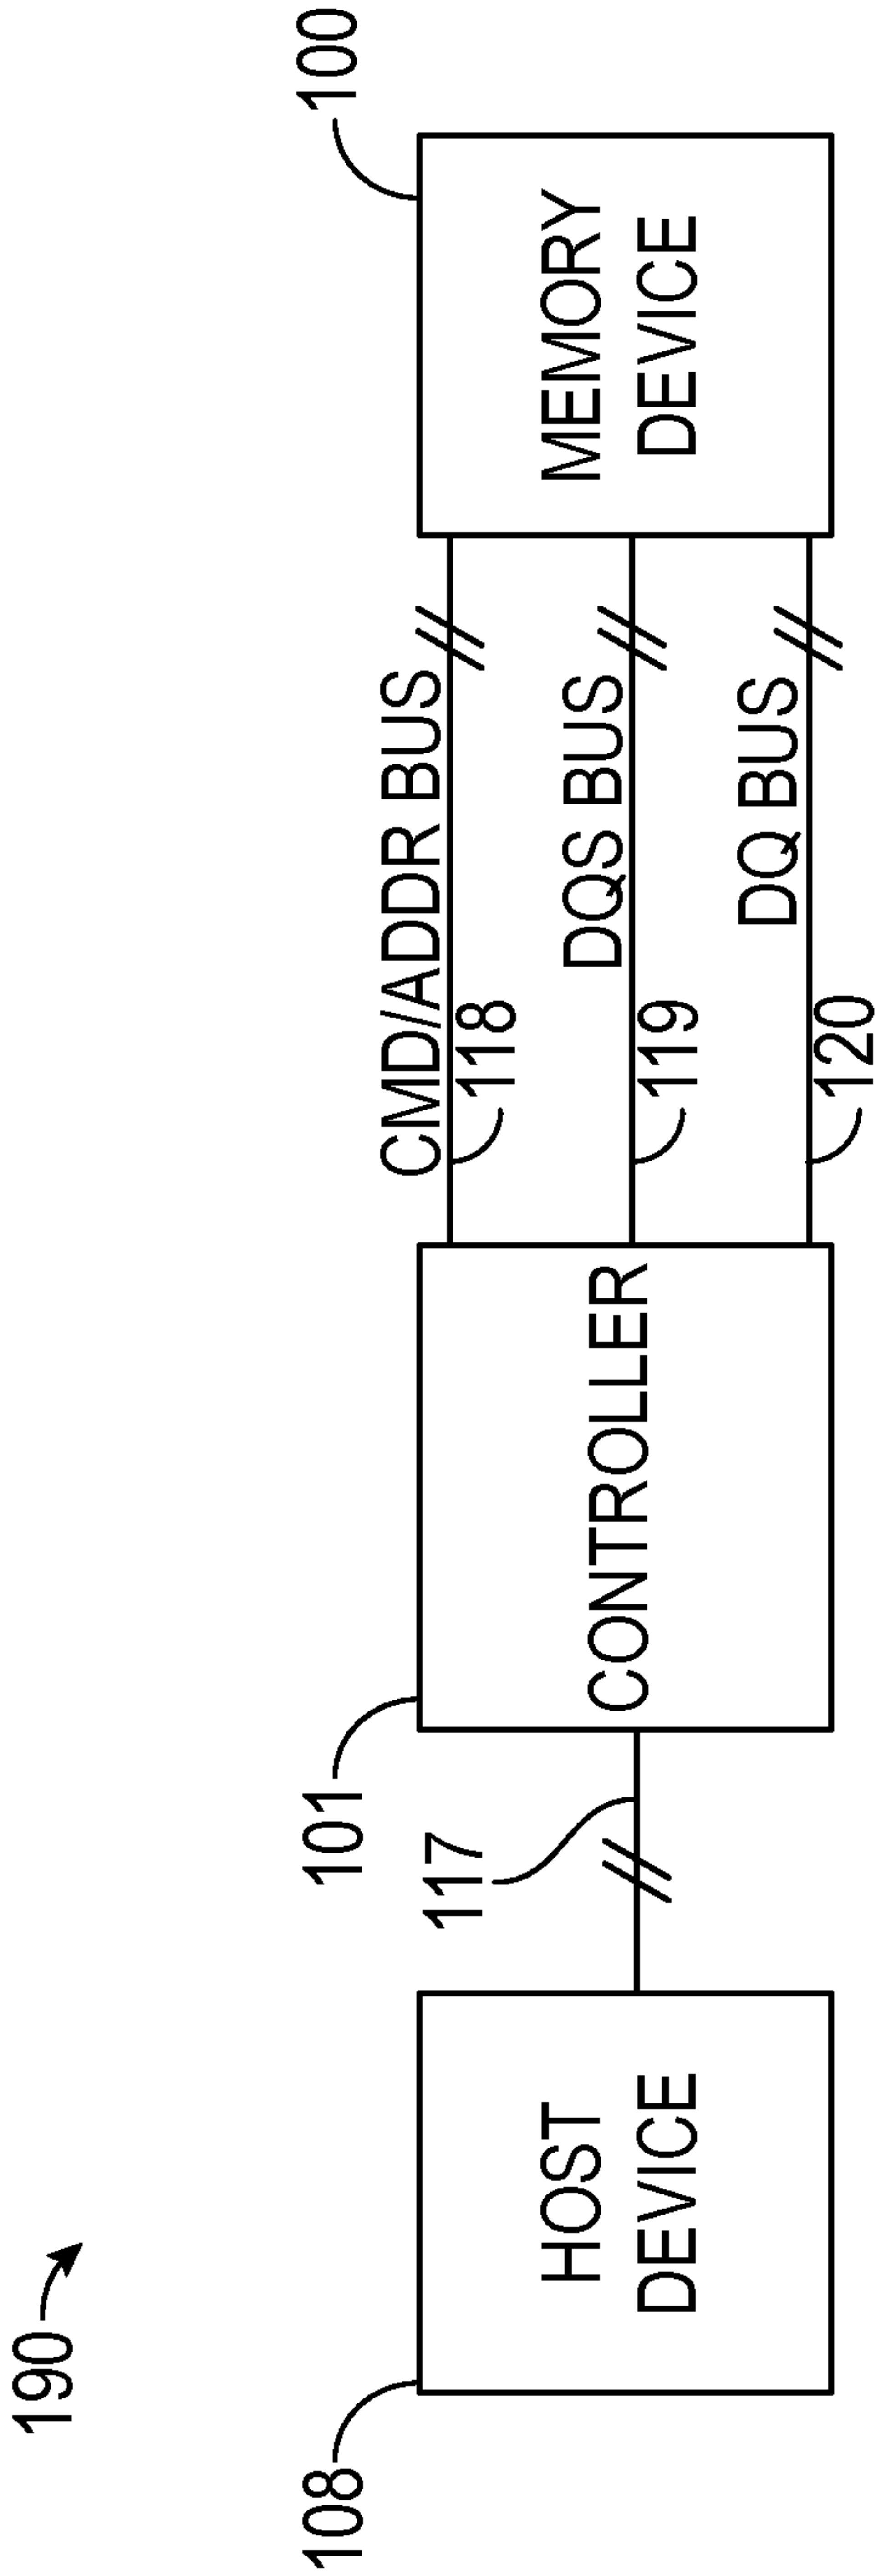 190
108
HOST
DEVICE
117
101
CONTROLLER
CMD/ADDR BUS
118
DQS BUS
119
DQ BUS
120
100
MEMORY
DEVICE